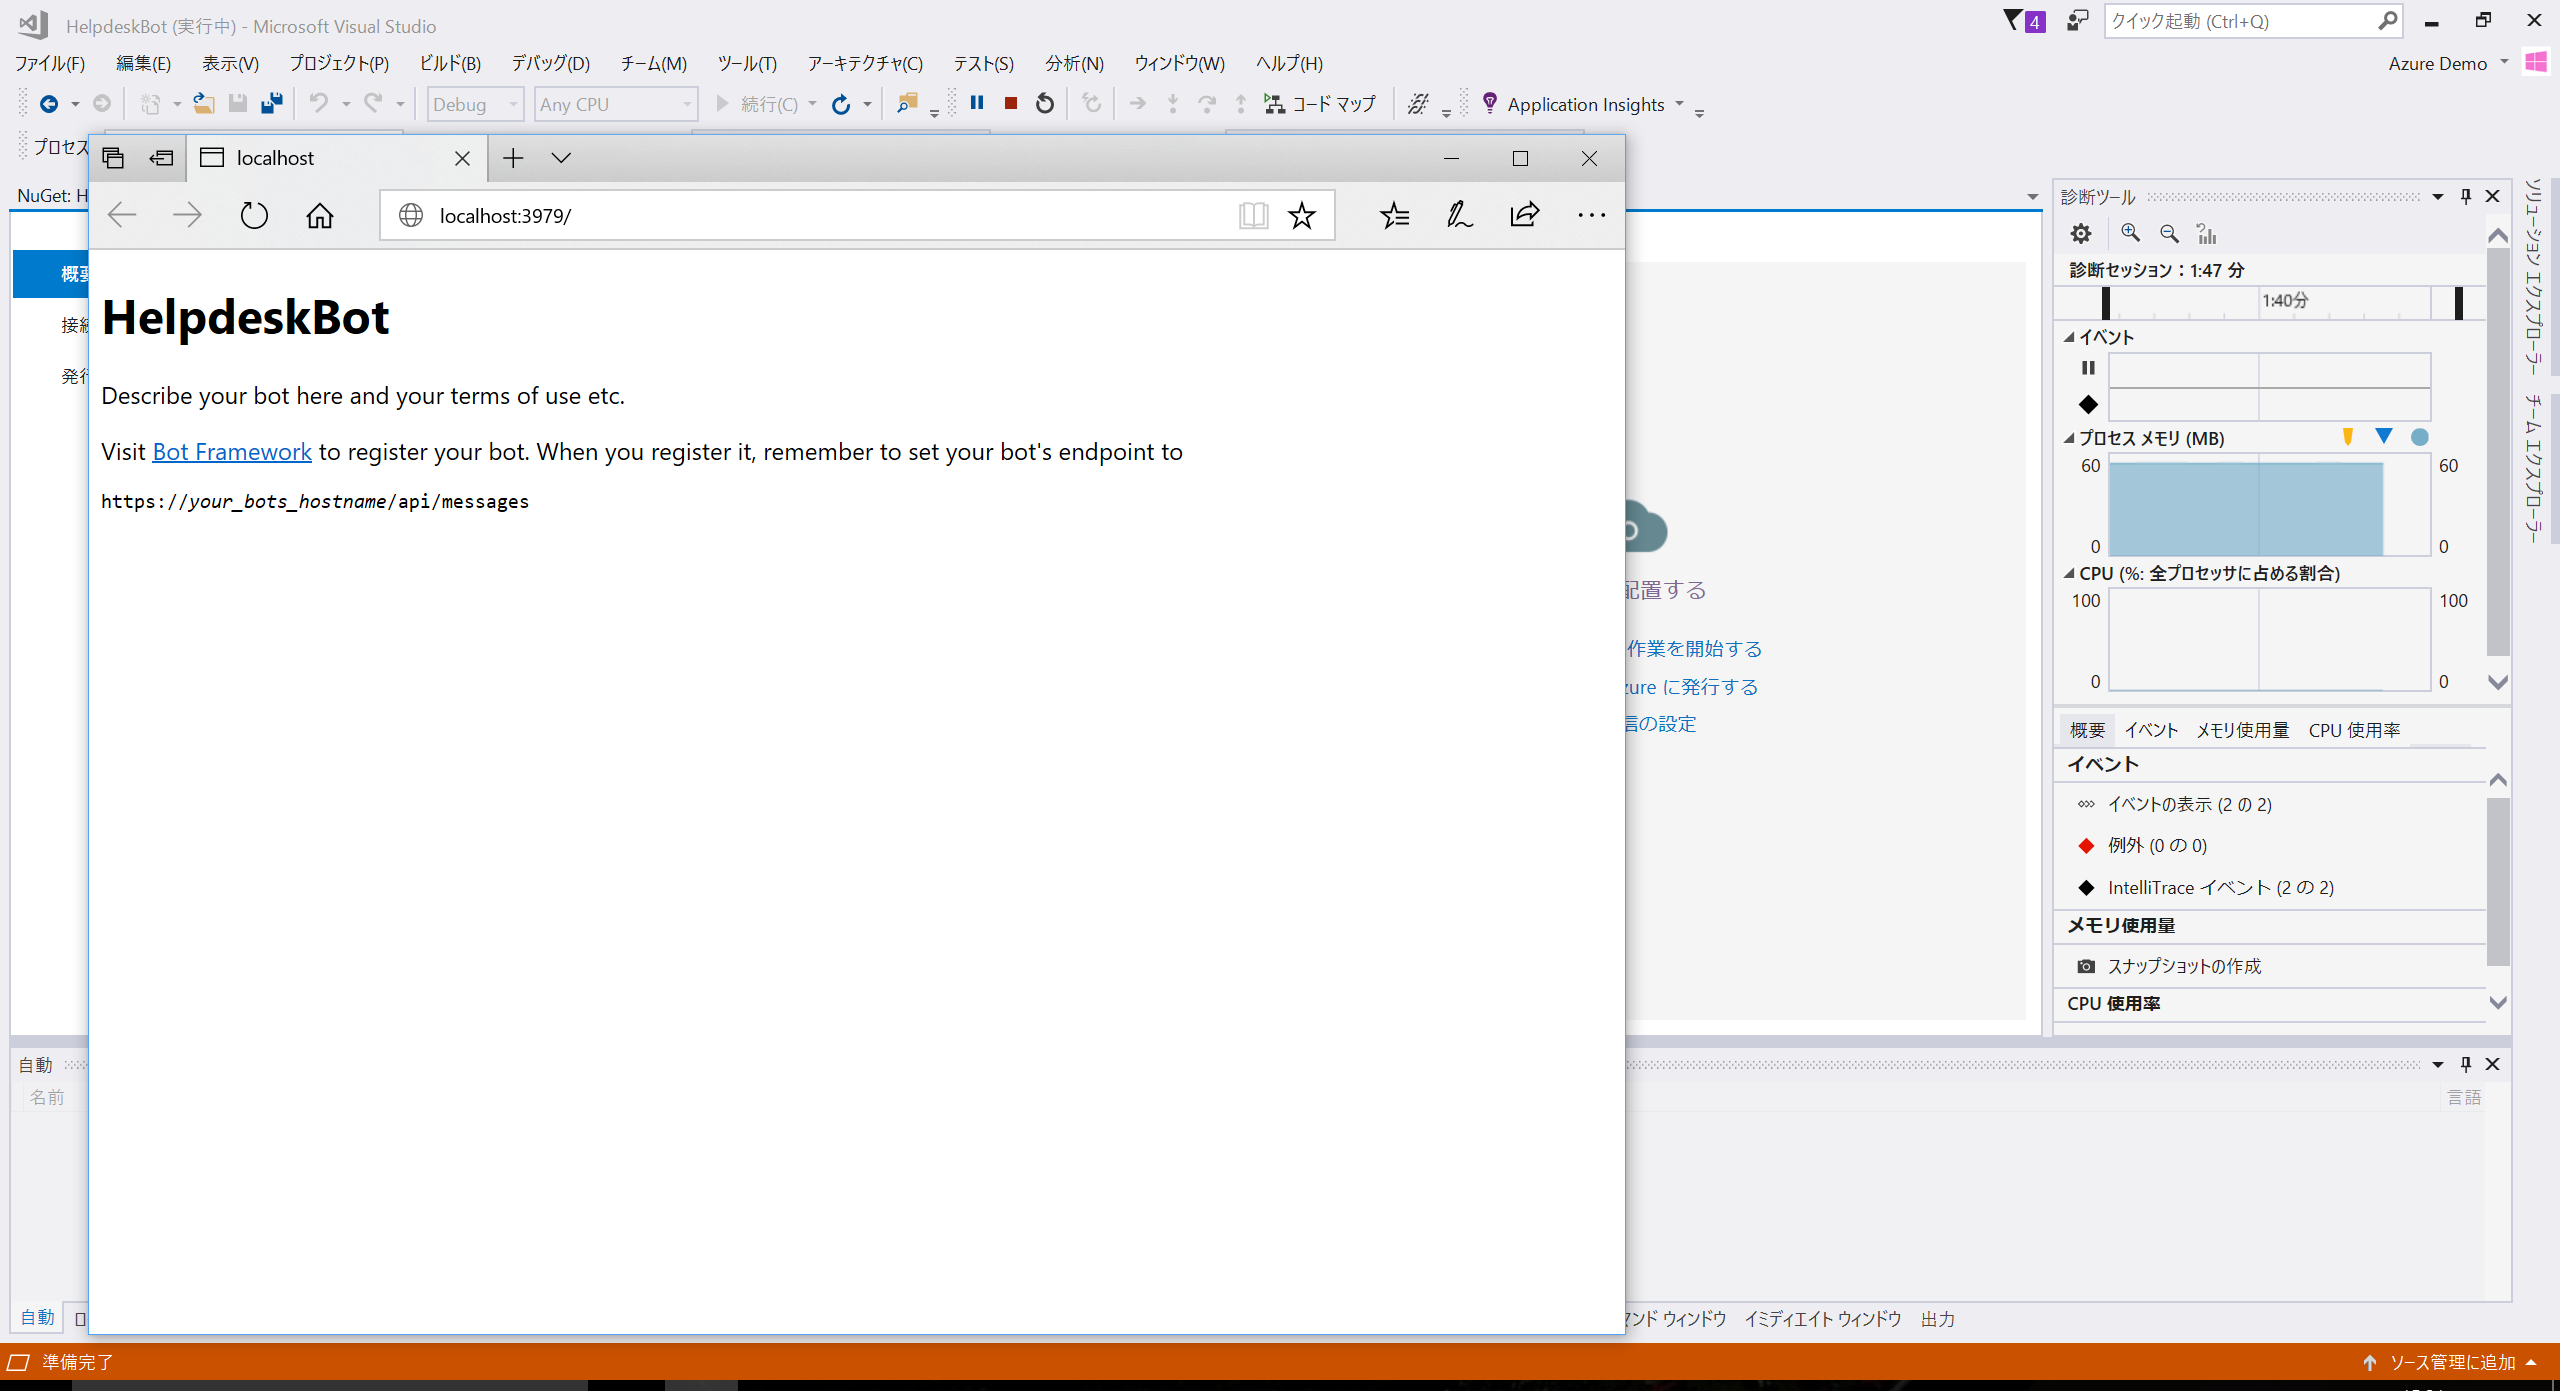 HelpdeskBot (実行中) - Microsoft Visual Studio
4
クイック起動 (Ctrl+Q)
ファイル(F) 編集(E) 表示(V) プロジェクト(P) ビルド(B) デバッグ(D) チーム(M) ツール(T) アーキテクチャ(C) テスト(S) 分析(N) ウィンドウ(W) ヘルプ(H)
Azure Demo
Debug Any CPU 続行(C) コード マップ Application Insights
プロセス
localhost
NuGet: H
localhost:3979/
概要
接続
発行
HelpdeskBot
Describe your bot here and your terms of use etc.
Visit Bot Framework to register your bot. When you register it, remember to set your bot's endpoint to
https://your_bots_hostname/api/messages
配置する
作業を開始する
zure に発行する
信の設定
診断ツール
診断セッション：1:47 分
1:40分
イベント
プロセス メモリ (MB)
60 60
0 0
CPU (%: 全プロセッサに占める割合)
100 100
0 0
概要 イベント メモリ使用量 CPU 使用率
イベント
イベントの表示 (2 の 2)
例外 (0 の 0)
IntelliTrace イベント (2 の 2)
メモリ使用量
スナップショットの作成
CPU 使用率
ソリューション エクスプローラー
チーム エクスプローラー
自動
名前
言語
自動 ロ
マンド ウィンドウ イミディエイト ウィンドウ 出力
準備完了
ソース管理に追加